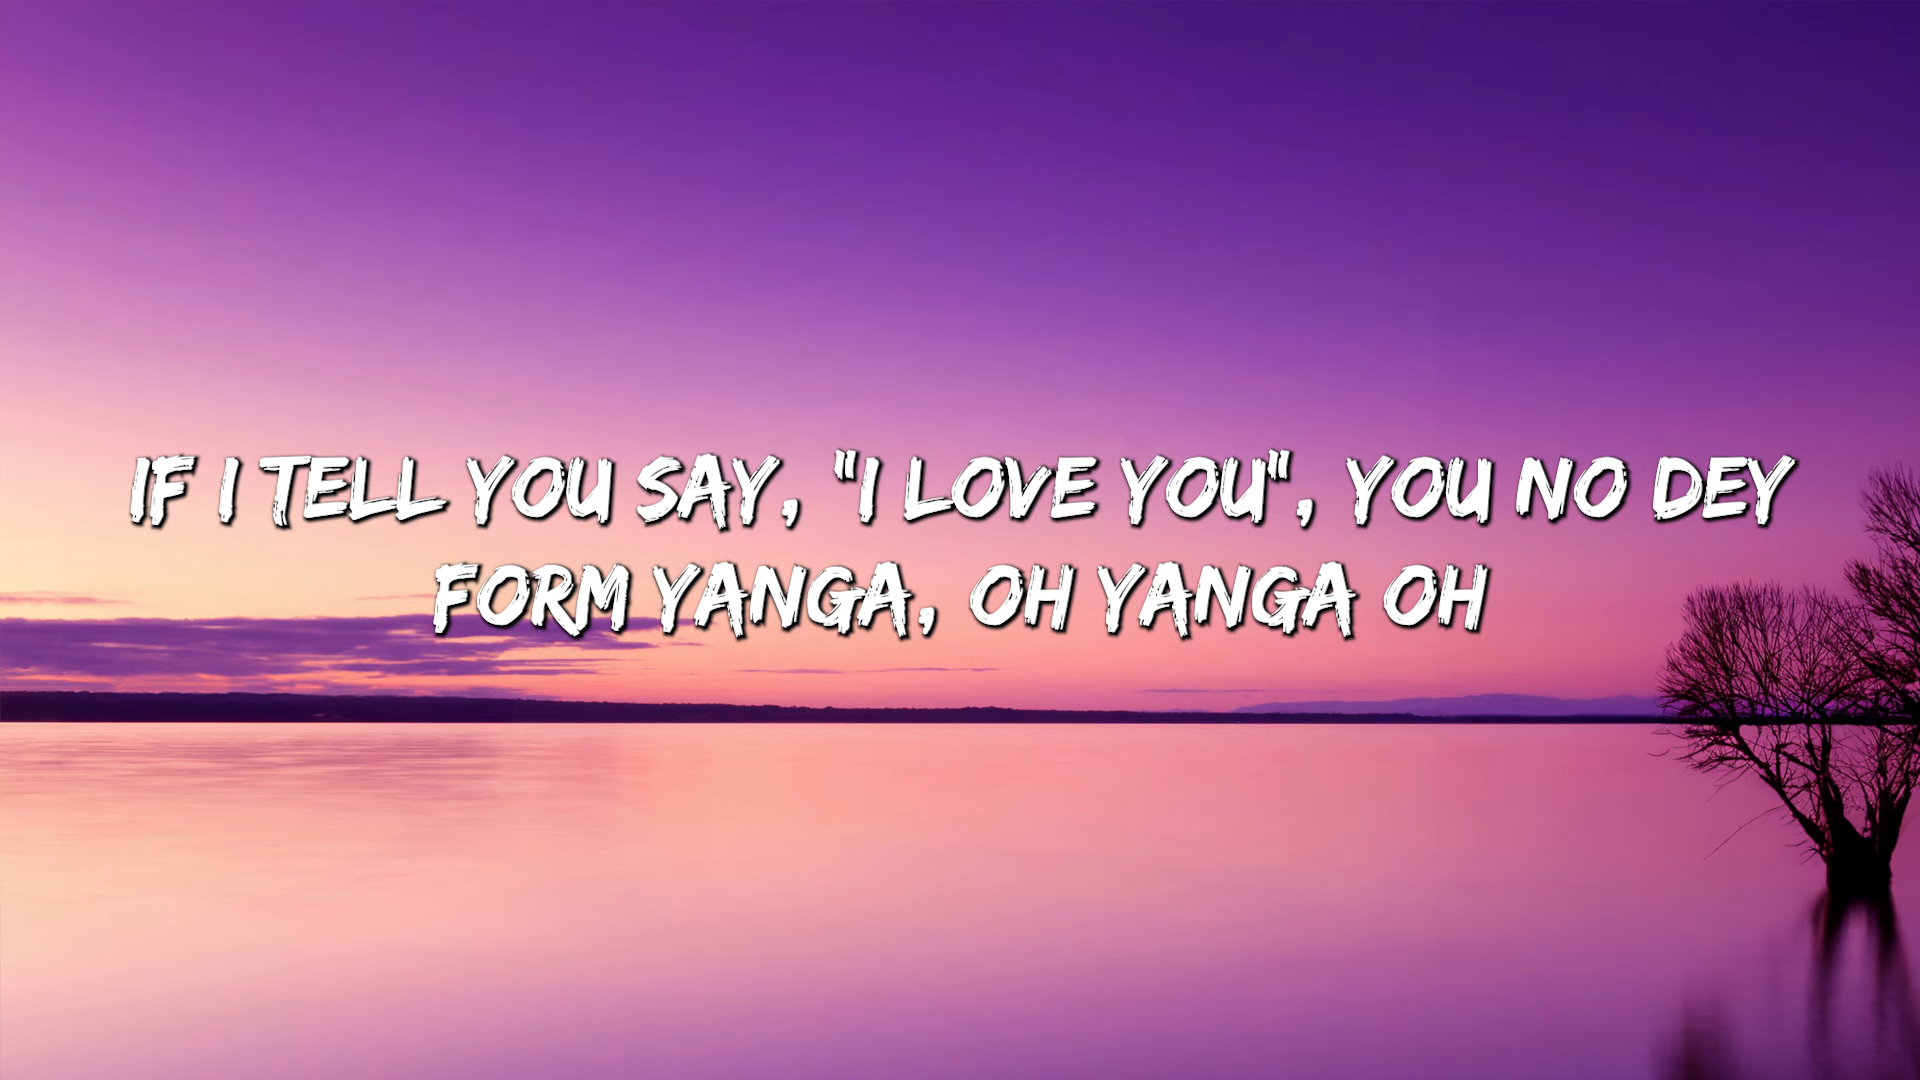 IF I TELL YOU SAY, "I LOVE YOU", YOU NO DEY
FORM YANGA, OH YANGA OH